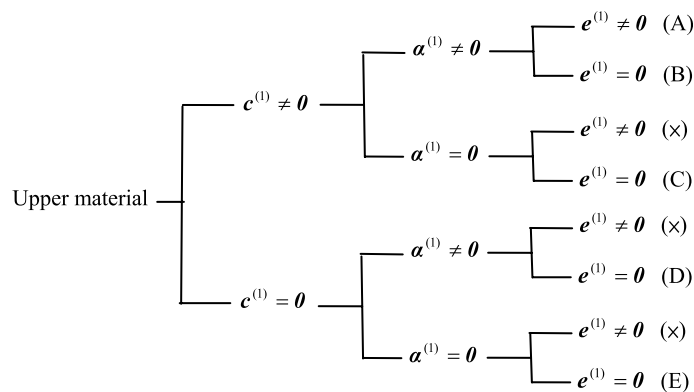 e⁽¹⁾ ≠ 0 (A)
α⁽¹⁾ ≠ 0
e⁽¹⁾ = 0 (B)
c⁽¹⁾ ≠ 0
e⁽¹⁾ ≠ 0 (×)
α⁽¹⁾ = 0
e⁽¹⁾ = 0 (C)
Upper material
e⁽¹⁾ ≠ 0 (×)
α⁽¹⁾ ≠ 0
e⁽¹⁾ = 0 (D)
c⁽¹⁾ = 0
e⁽¹⁾ ≠ 0 (×)
α⁽¹⁾ = 0
e⁽¹⁾ = 0 (E)